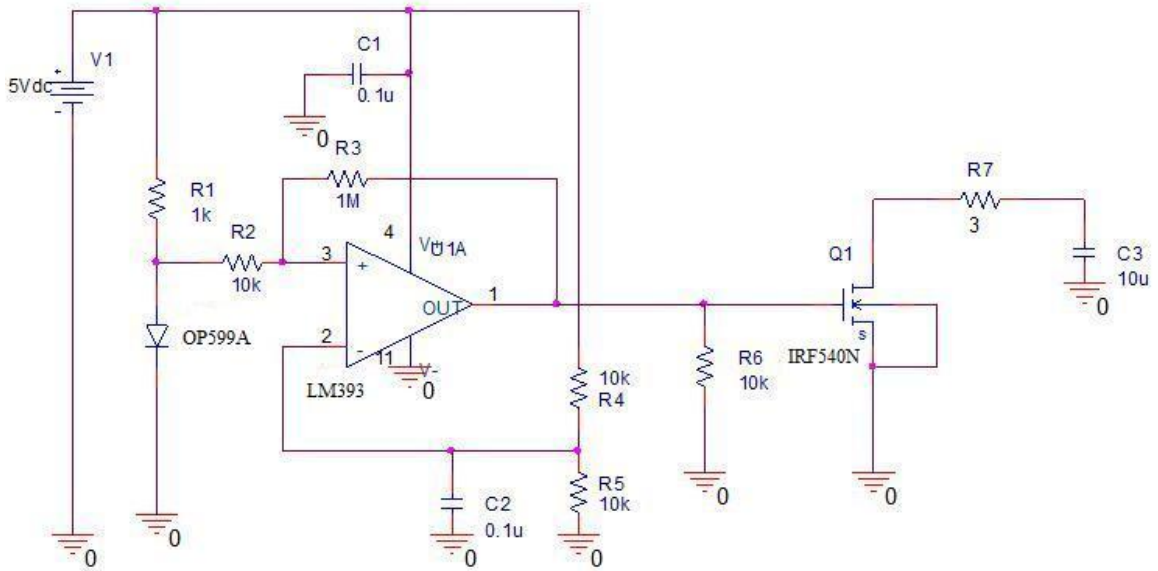 V1
5Vdc
+
-
0
R1
1k
R2
10k
OP599A
0
C1
0.1u
0
R3
1M
4
V+
U1A
3
+
OUT
1
2
-
11
V-
0
LM393
10k
R4
R5
10k
0
C2
0.1u
0
R6
10k
0
Q1
s
IRF540N
0
R7
3
C3
10u
0